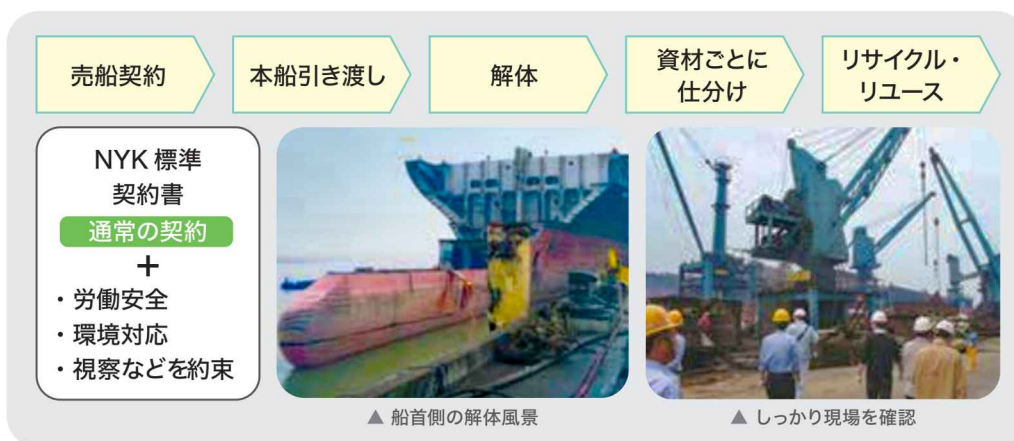 売船契約
本船引き渡し
解体
資材ごとに
仕分け
リサイクル・
リユース
NYK 標準
契約書
通常の契約
+
・労働安全
・環境対応
・視察などを約束
▲ 船首側の解体風景
▲ しっかり現場を確認